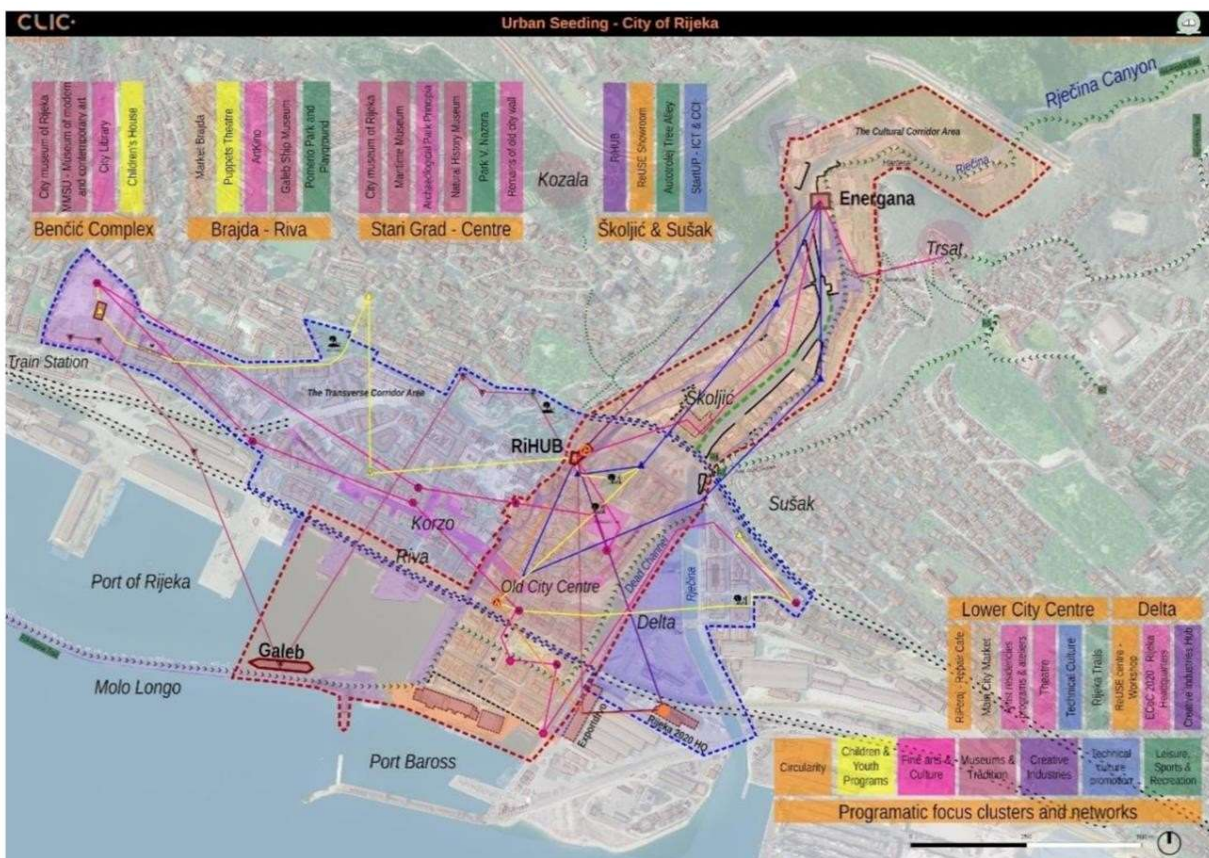 CLIC·
Urban Seeding - City of Rijeka
City museum of Rijeka
MMSU - Museum of modern
and contemporary art
City Library
Children's House
Benčić Complex
Market Brajda
Puppets Theatre
ArtKino
Galeb Ship Museum
Pomerio Park and
Playground
Brajda - Riva
City museum of Rijeka
Maritime Museum
Archaeological Park Principia
Natural History Museum
Park V. Nazora
Remains of old city wall
Stari Grad - Centre
RiHUB
ReUSE Showroom
Autotrolej Tree Alley
StartUP - ICT & CCI
Školjić & Sušak
Kozala
Rječina Canyon
The Cultural Corridor Area
Hartera
Rječina
Energana
Trsat
Train Station
The Transverse Corridor Area
Školjić
RiHUB
Sušak
Korzo
Riva
Old City Centre
Dead Channel
Rječina
Delta
Port of Rijeka
Galeb
Molo Longo
Exportdrvo
Rijeka 2020 HQ
Port Baross
Lower City Centre
Delta
RiPeraj - Repair Cafe
Main City Market
Artist residencies
programs & ateliers
Theatre
Technical Culture
Rijeka Trails
ReUSE centre -
Workshop
ECoC 2020 - Rijeka
Headquarters
Creative Industries Hub
Circularity
Children &
Youth
Programs
Fine arts &
Culture
Museums &
Tradition
Creative
Industries
Technical
culture
promotion
Leisure,
Sports &
Recreation
Programatic focus clusters and networks